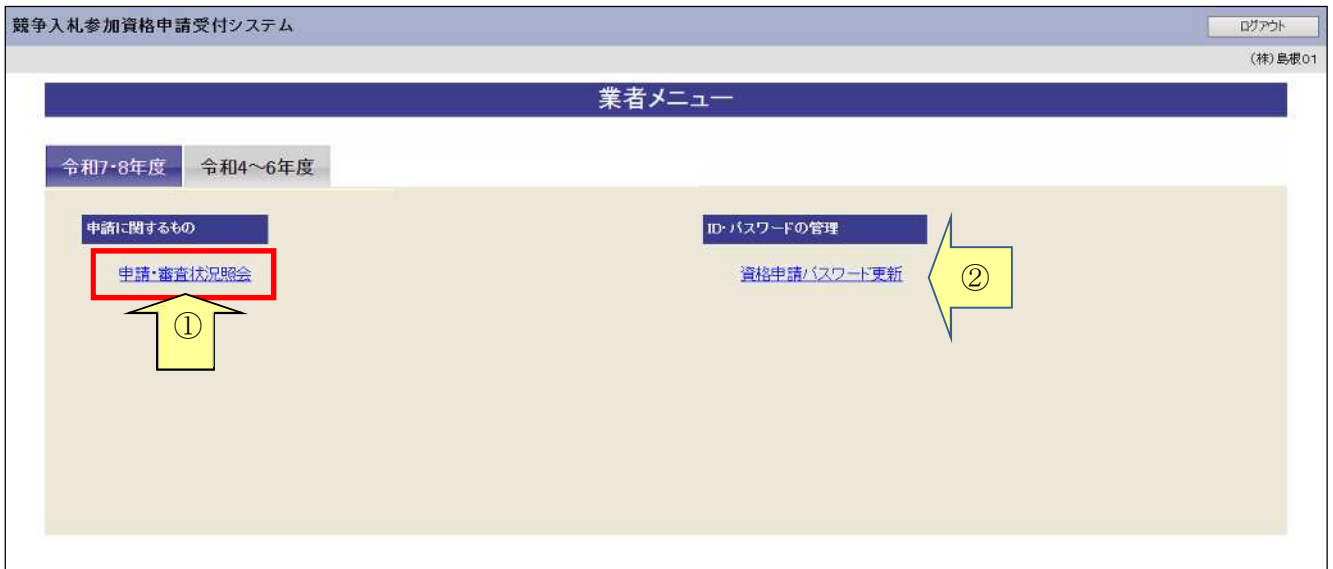 競争入札参加資格申請受付システム
ログアウト
(株)島根01
業者メニュー
令和7・8年度 令和4～6年度
申請に関するもの
ID・パスワードの管理
申請・審査状況照会
資格申請パスワード更新
②
①